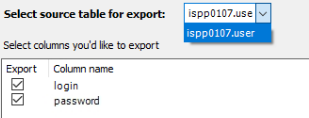 Select source table for export: ispp0107.use
ispp0107.user
Select columns you'd like to export
Export Column name
login
password